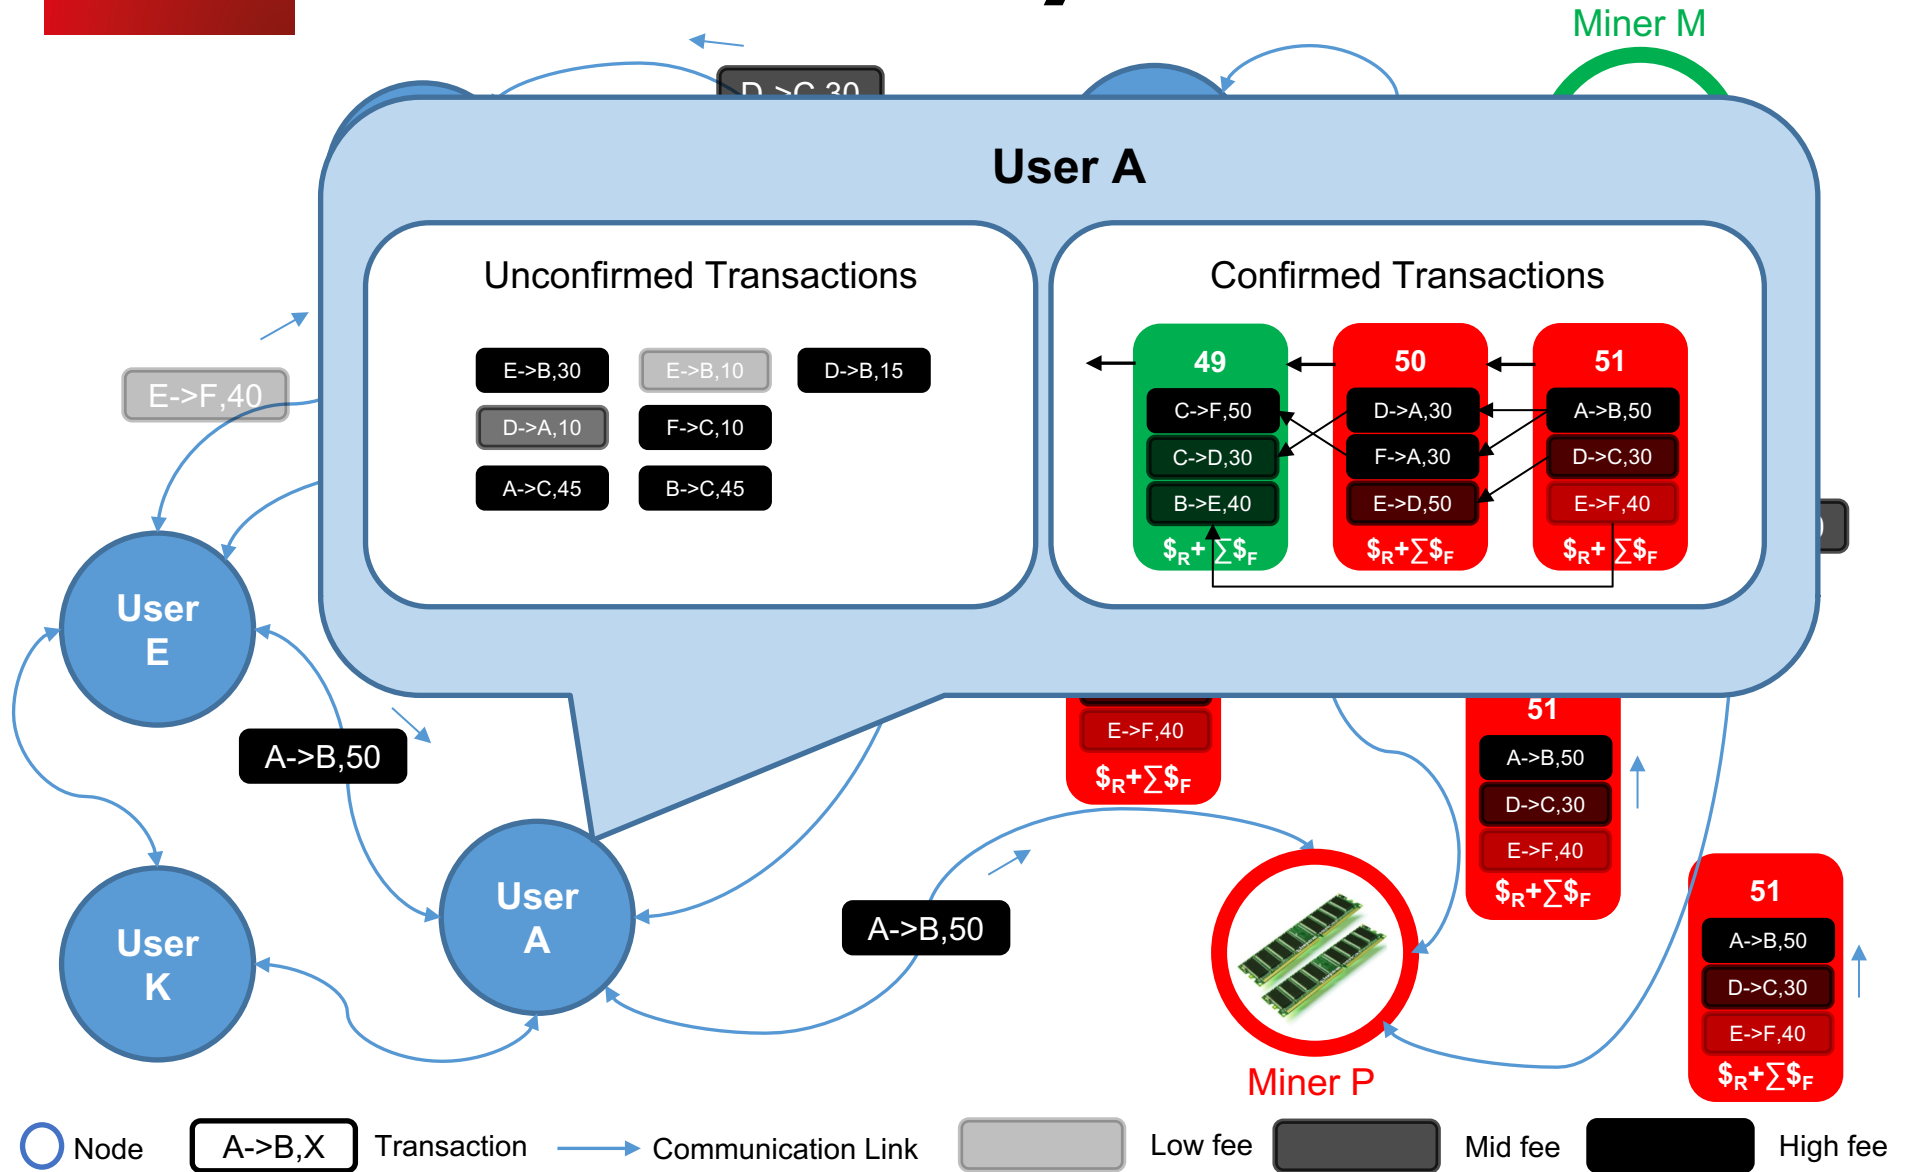 Miner M
D->C,30
User A
Unconfirmed Transactions
E->B,30
E->B,10
D->B,15
D->A,10
F->C,10
A->C,45
B->C,45
Confirmed Transactions
49
C->F,50
C->D,30
B->E,40
$R+ ∑$F
50
D->A,30
F->A,30
E->D,50
$R+∑$F
51
A->B,50
D->C,30
E->F,40
$R+ ∑$F
E->F,40
User
E
A->B,50
User
K
User
A
A->B,50
E->F,40
$R+∑$F
51
A->B,50
D->C,30
E->F,40
$R+∑$F
51
A->B,50
D->C,30
E->F,40
$R+∑$F
Miner P
Node
A->B,X
Transaction
Communication Link
Low fee
Mid fee
High fee